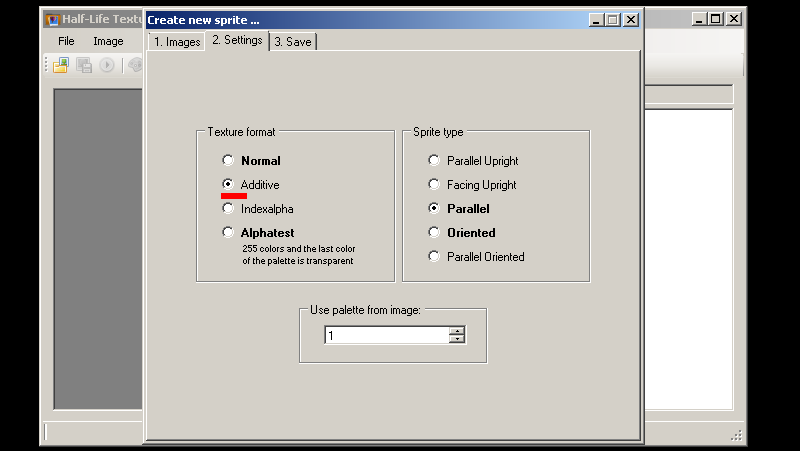 Half-Life Textu
Create new sprite ...
File Image
1. Images 2. Settings 3. Save
Texture format
Normal
Additive
Indexalpha
Alphatest
255 colors and the last color
of the palette is transparent
Sprite type
Parallel Upright
Facing Upright
Parallel
Oriented
Parallel Oriented
Use palette from image:
1